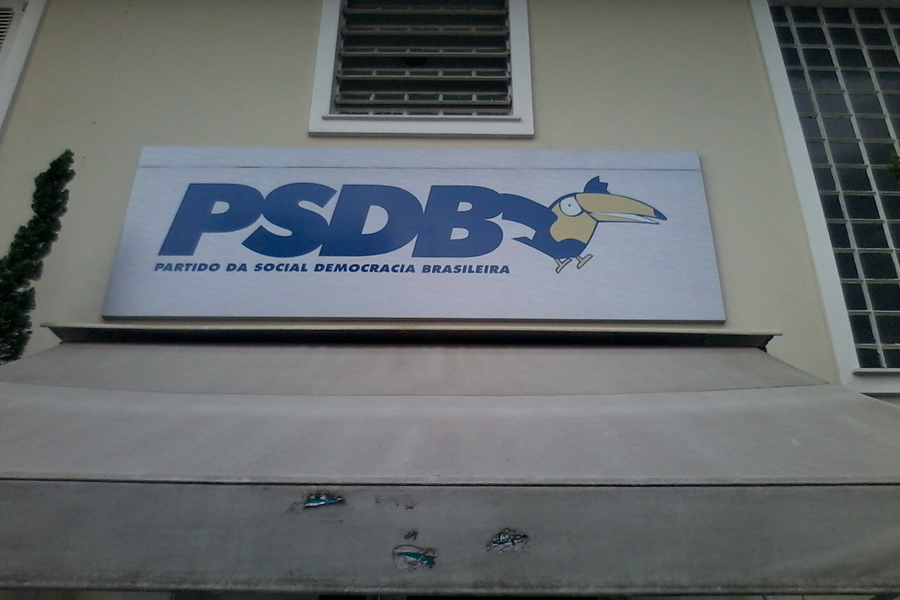 PSDB
PARTIDO DA SOCIAL DEMOCRACIA BRASILEIRA